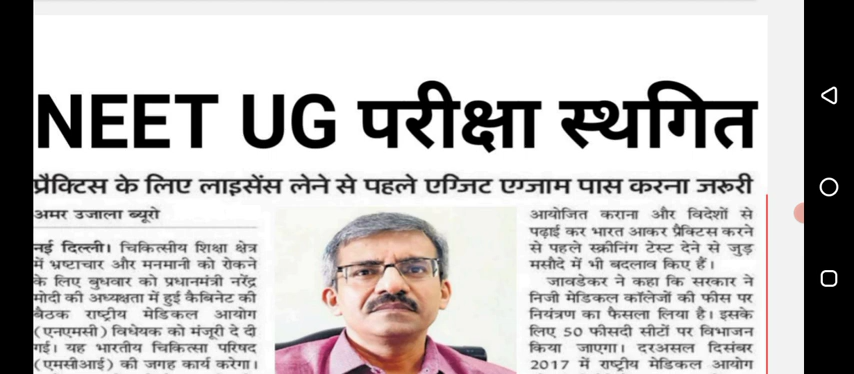 NEET UG परीक्षा स्थगित
प्रैक्टिस के लिए लाइसेंस लेने से पहले एग्जिट एग्जाम पास करना जरूरी
अमर उजाला ब्यूरो
नई दिल्ली। चिकित्सीय शिक्षा क्षेत्र
में भ्रष्टाचार और मनमानी को रोकने
के लिए बुधवार को प्रधानमंत्री नरेंद्र
मोदी की अध्यक्षता में हुई कैबिनेट की
बैठक राष्ट्रीय मेडिकल आयोग
(एनएमसी) विधेयक को मंजूरी दे दी
गई। यह भारतीय चिकित्सा परिषद
(एमसीआई) की जगह कार्य करेगा।
आयोजित कराना और विदेशों से
पढ़ाई कर भारत आकर प्रैक्टिस करने
से पहले स्क्रीनिंग टेस्ट देने से जुड़
मसौदे में भी बदलाव किए हैं।
जावडेकर ने कहा कि सरकार ने
निजी मेडिकल कॉलेजों की फीस पर
नियंत्रण का फैसला लिया है। इसके
लिए 50 फीसदी सीटों पर विभाजन
किया जाएगा। दरअसल दिसंबर
2017 में राष्ट्रीय मेडिकल आयोग